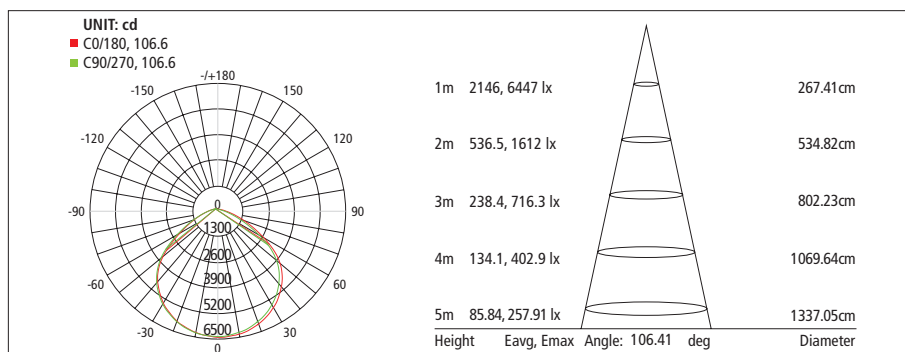 UNIT: cd
C0/180, 106.6
C90/270, 106.6
-/+180
-150
150
-120
120
-90
90
-60
60
-30
30
0
0
1300
2600
3900
5200
6500
1m 2146, 6447 lx 267.41cm
2m 536.5, 1612 lx 534.82cm
3m 238.4, 716.3 lx 802.23cm
4m 134.1, 402.9 lx 1069.64cm
5m 85.84, 257.91 lx 1337.05cm
Height Eavg, Emax Angle: 106.41 deg Diameter